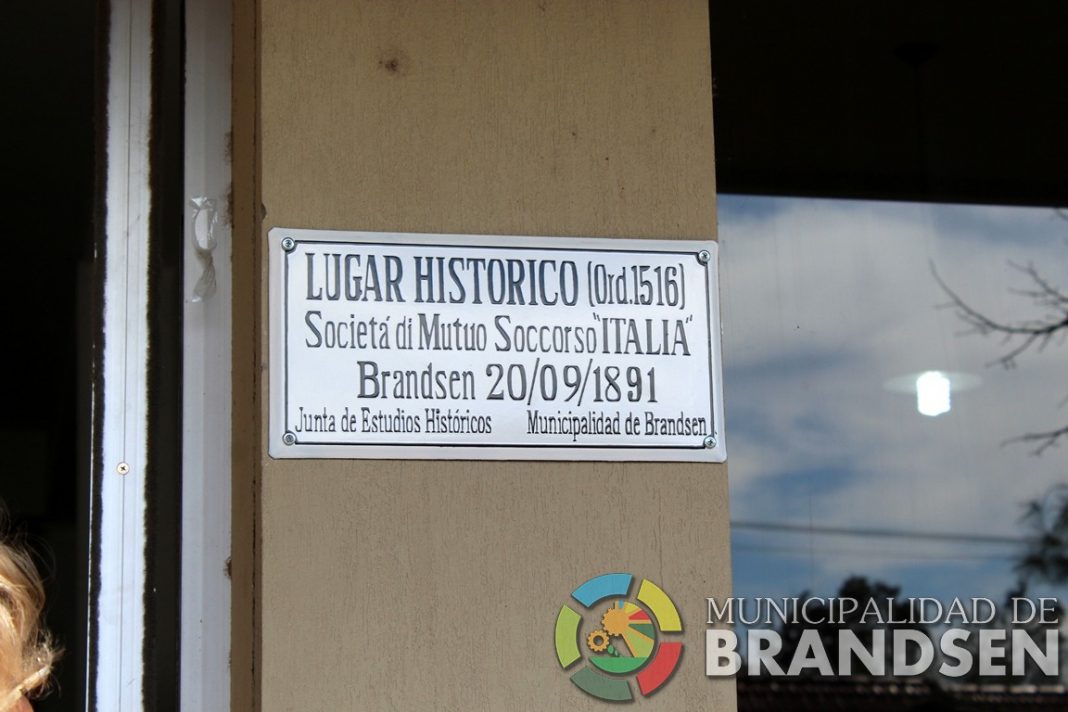 LUGAR HISTORICO (Ord.1516)
Societá di Mutuo Soccorso "ITALIA"
Brandsen 20/09/1891
Junta de Estudios Históricos Municipalidad de Brandsen
MUNICIPALIDAD DE
BRANDSEN